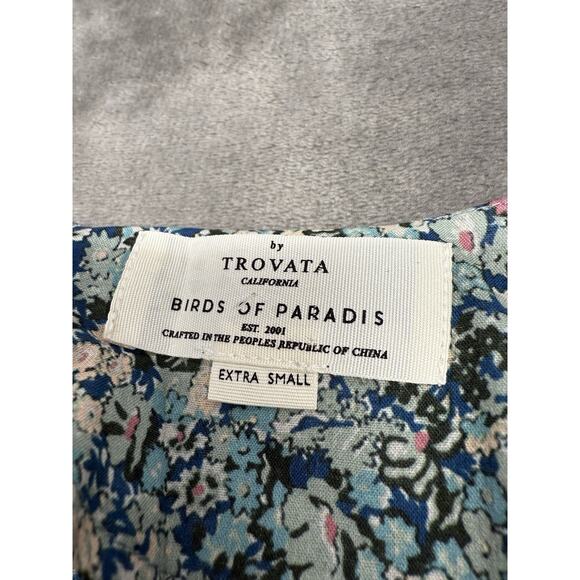 by
TROVATA
CALIFORNIA
BIRDS OF PARADIS
EST. 2001
CRAFTED IN THE PEOPLES REPUBLIC OF CHINA
EXTRA SMALL